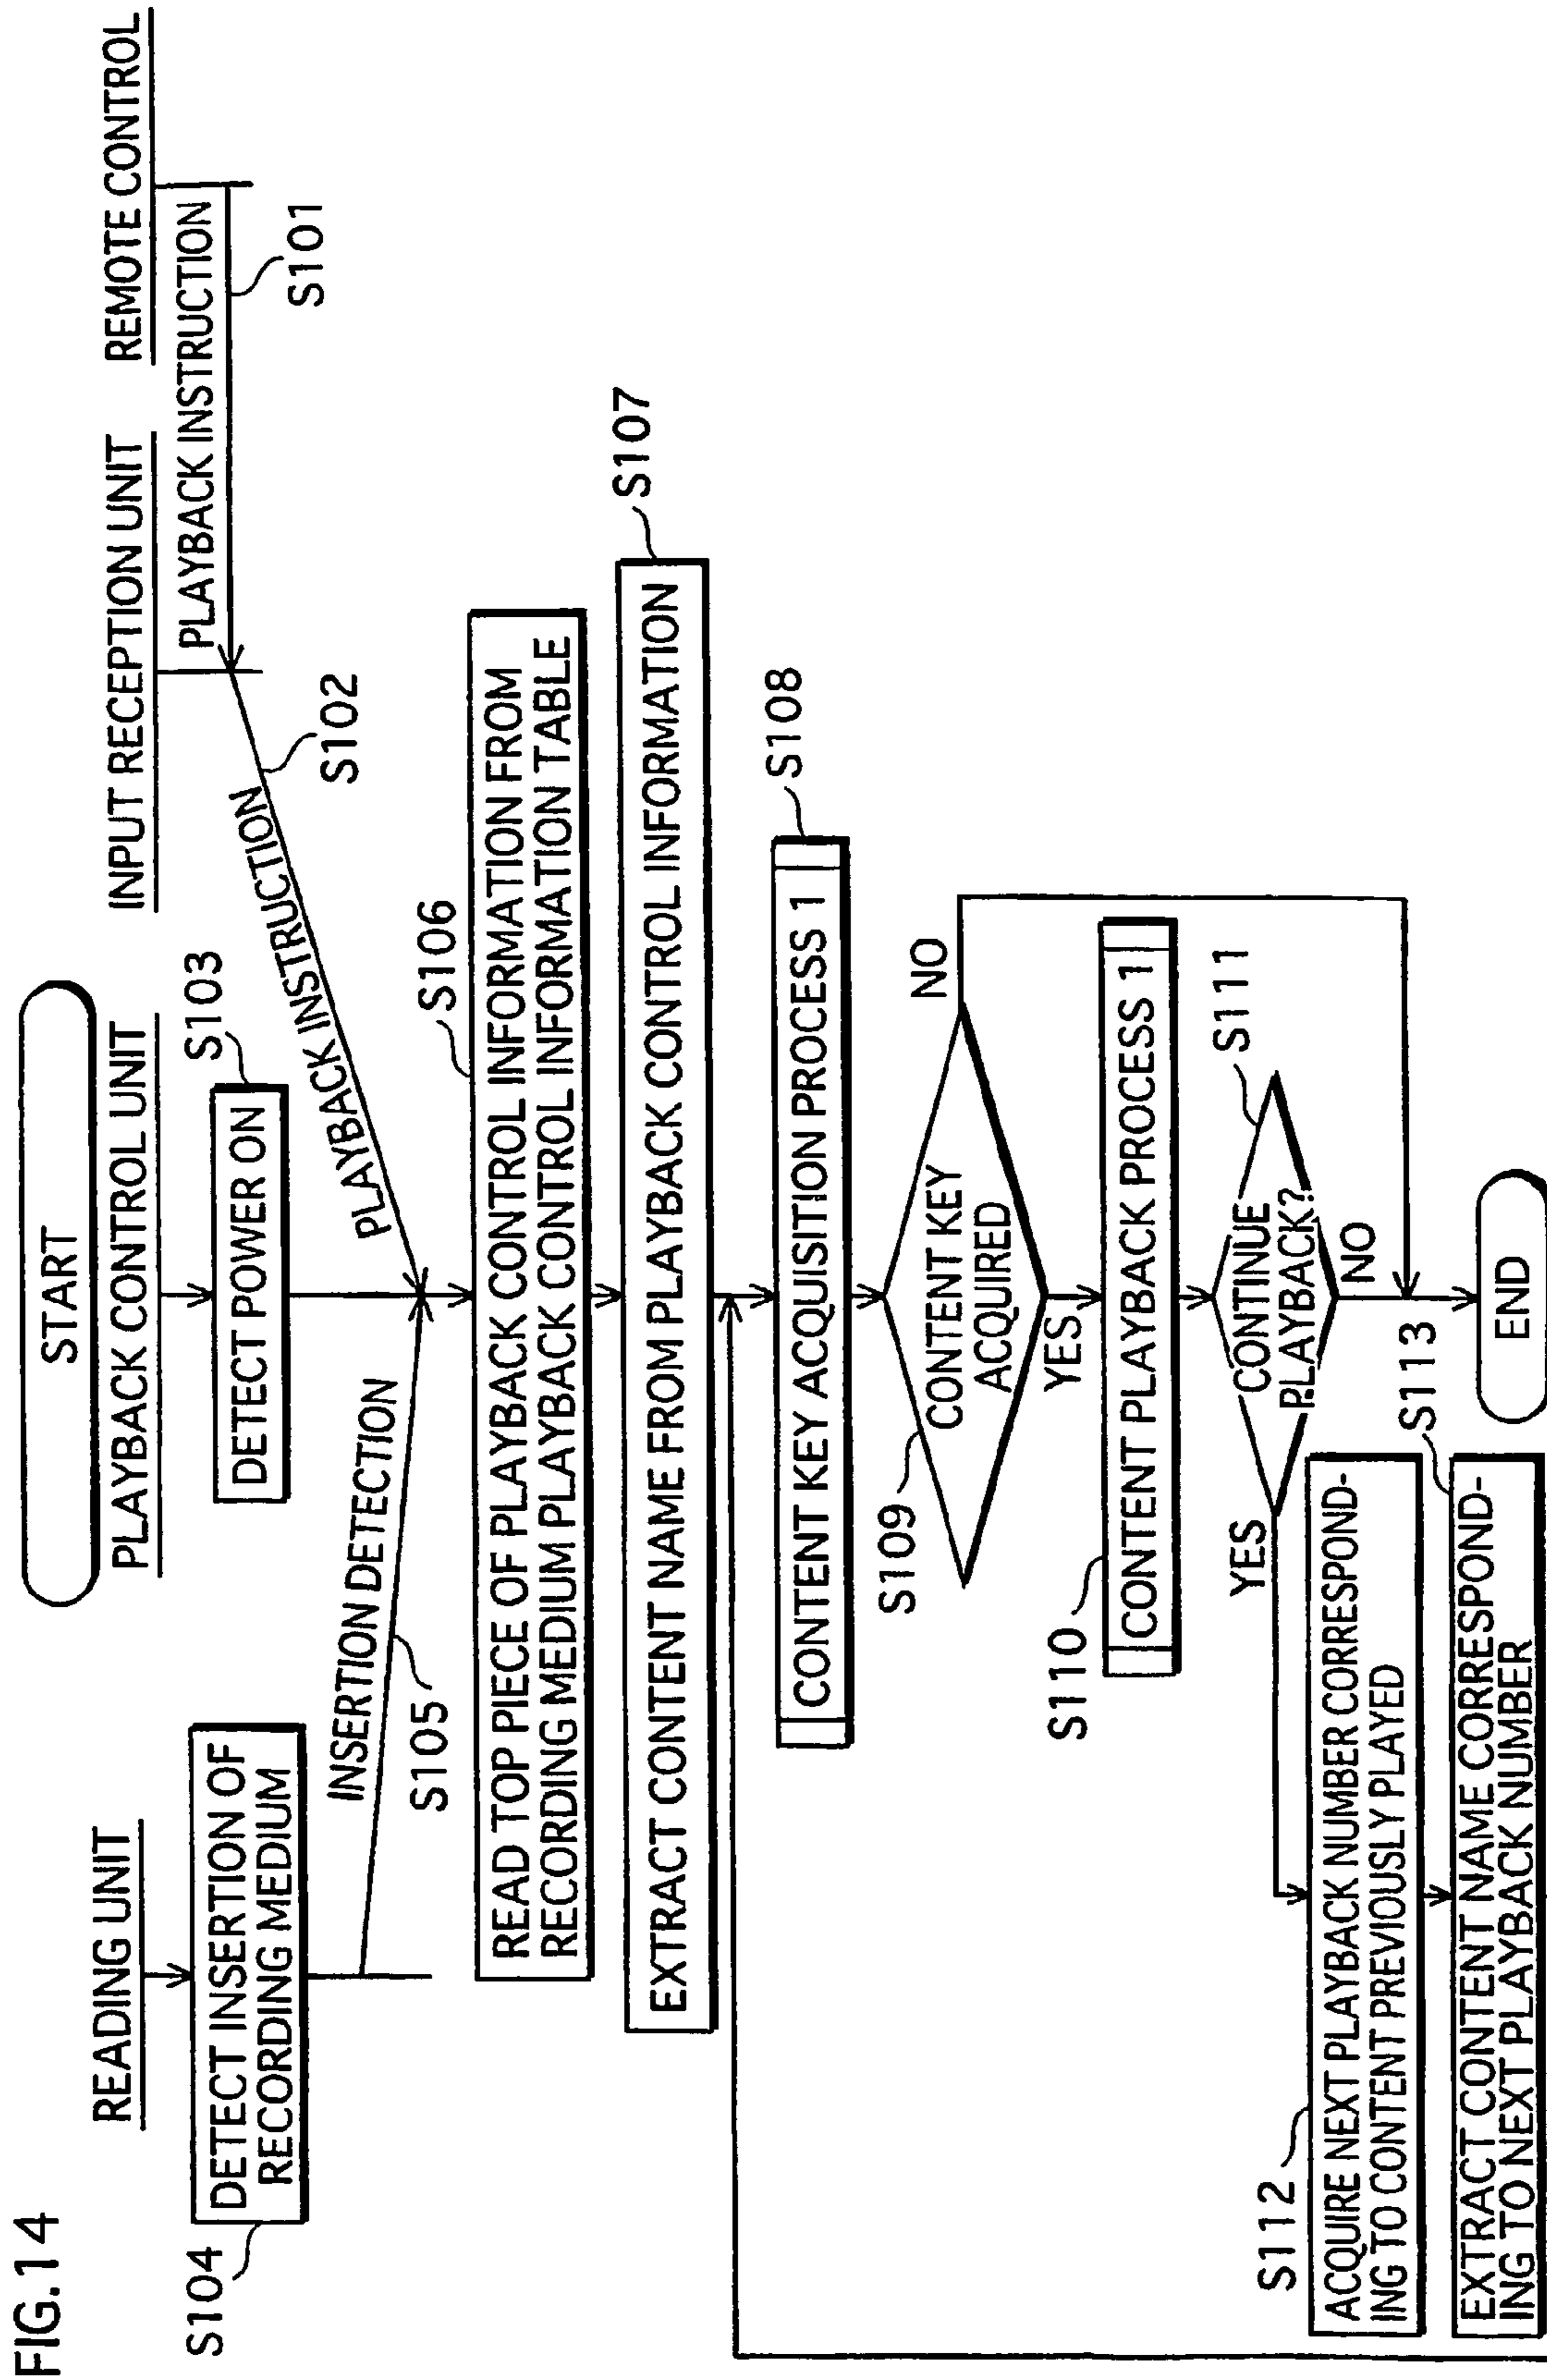 FIG.14
START
READING UNIT
PLAYBACK CONTROL UNIT
INPUT RECEPTION UNIT
REMOTE CONTROL
PLAYBACK INSTRUCTION
S101
PLAYBACK INSTRUCTION
S102
S103
DETECT POWER ON
S104
DETECT INSERTION OF
RECORDING MEDIUM
INSERTION DETECTION
S105
S106
READ TOP PIECE OF PLAYBACK CONTROL INFORMATION FROM
RECORDING MEDIUM PLAYBACK CONTROL INFORMATION TABLE
S107
EXTRACT CONTENT NAME FROM PLAYBACK CONTROL INFORMATION
S108
CONTENT KEY ACQUISITION PROCESS 1
S109
CONTENT KEY
ACQUIRED
NO
YES
S110
CONTENT PLAYBACK PROCESS 1
S111
CONTINUE
PLAYBACK?
YES
NO
S112
ACQUIRE NEXT PLAYBACK NUMBER CORRESPOND-
ING TO CONTENT PREVIOUSLY PLAYED
S113
EXTRACT CONTENT NAME CORRESPOND-
ING TO NEXT PLAYBACK NUMBER
END